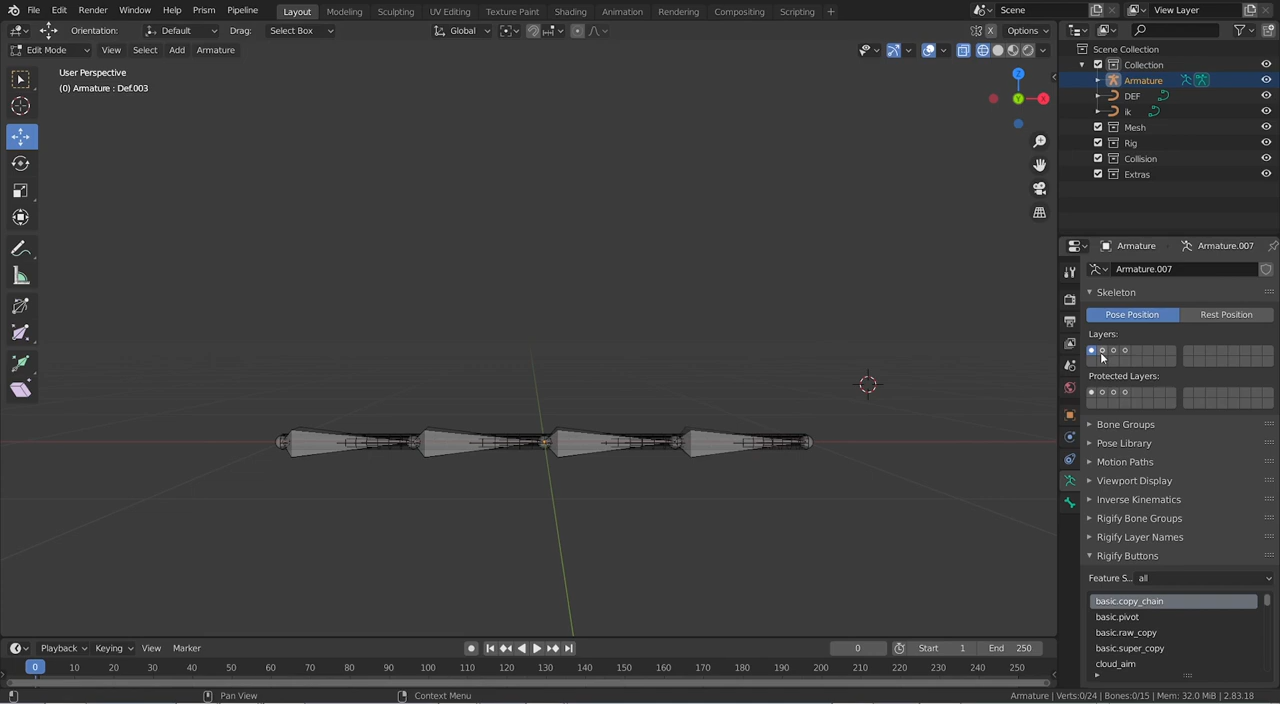 File Edit Render Window Help Prism Pipeline Layout Modeling Sculpting UV Editing Texture Paint Shading Animation Rendering Compositing Scripting + Scene View Layer
Orientation: Default Drag: Select Box Global X Options
Edit Mode View Select Add Armature
User Perspective
(0) Armature : Def.003
Z
X
Y
Scene Collection
Collection
Armature
DEF
ik
Mesh
Rig
Collision
Extras
Armature Armature.007
Armature.007
Skeleton
Pose Position Rest Position
Layers:
Protected Layers:
Bone Groups
Pose Library
Motion Paths
Viewport Display
Inverse Kinematics
Rigify Bone Groups
Rigify Layer Names
Rigify Buttons
Feature S... all
basic.copy_chain
basic.pivot
basic.raw_copy
basic.super_copy
cloud_aim
Playback Keying View Marker 0 Start 1 End 250
0 10 20 30 40 50 60 70 80 90 100 110 120 130 140 150 160 170 180 190 200 210 220 230 240 250
Pan View Context Menu Armature | Verts:0/24 | Bones:0/15 | Mem: 32.0 MiB | 2.83.18